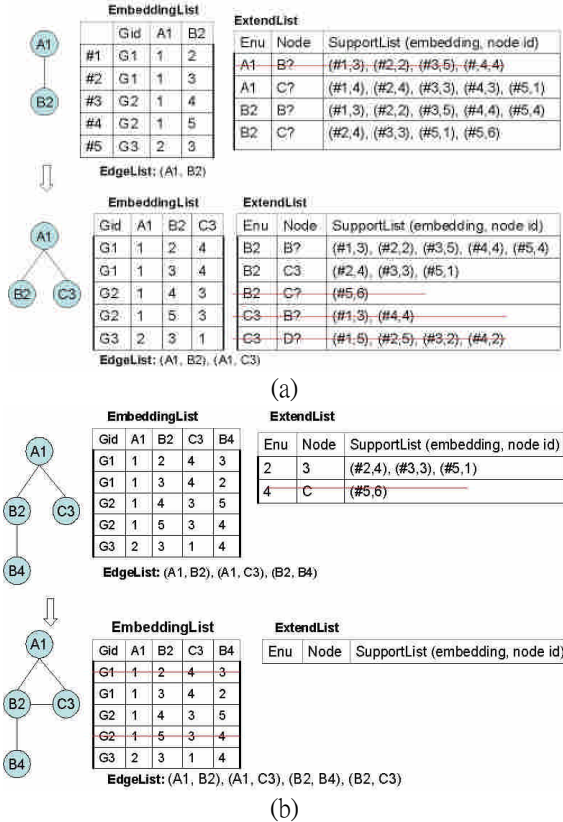 EmbeddingList
Gid A1 B2
#1 G1 1 2
#2 G1 1 3
#3 G2 1 4
#4 G2 1 5
#5 G3 2 3
EdgeList: (A1, B2)
ExtendList
Enu Node SupportList (embedding, node id)
A1 B? (#1,3), (#2,2), (#3,5), (#,4,4)
A1 C? (#1,4), (#2,4), (#3,3), (#4,3), (#5,1)
B2 B? (#1,3), (#2,2), (#3,5), (#4,4), (#5,4)
B2 C? (#2,4), (#3,3), (#5,1), (#5,6)
A1
B2
EmbeddingList
Gid A1 B2 C3
G1 1 2 4
G1 1 3 4
G2 1 4 3
G2 1 5 3
G3 2 3 1
EdgeList: (A1, B2), (A1, C3)
ExtendList
Enu Node SupportList (embedding, node id)
B2 B? (#1,3), (#2,2), (#3,5), (#4,4), (#5,4)
B2 C3 (#2,4), (#3,3), (#5,1)
B2 C? (#5,6)
C3 B? (#1,3), (#4,4)
C3 D? (#1,5), (#2,5), (#3,2), (#4,2)
A1
B2 C3
(a)
EmbeddingList
Gid A1 B2 C3 B4
G1 1 2 4 3
G1 1 3 4 2
G2 1 4 3 5
G2 1 5 3 4
G3 2 3 1 4
EdgeList: (A1, B2), (A1, C3), (B2, B4)
ExtendList
Enu Node SupportList (embedding, node id)
2 3 (#2,4), (#3,3), (#5,1)
4 C (#5,6)
A1
B2 C3
B4
EmbeddingList
Gid A1 B2 C3 B4
G1 1 2 4 3
G1 1 3 4 2
G2 1 4 3 5
G2 1 5 3 4
G3 2 3 1 4
EdgeList: (A1, B2), (A1, C3), (B2, B4), (B2, C3)
ExtendList
Enu Node SupportList (embedding, node id)
A1
B2 C3
B4
(b)